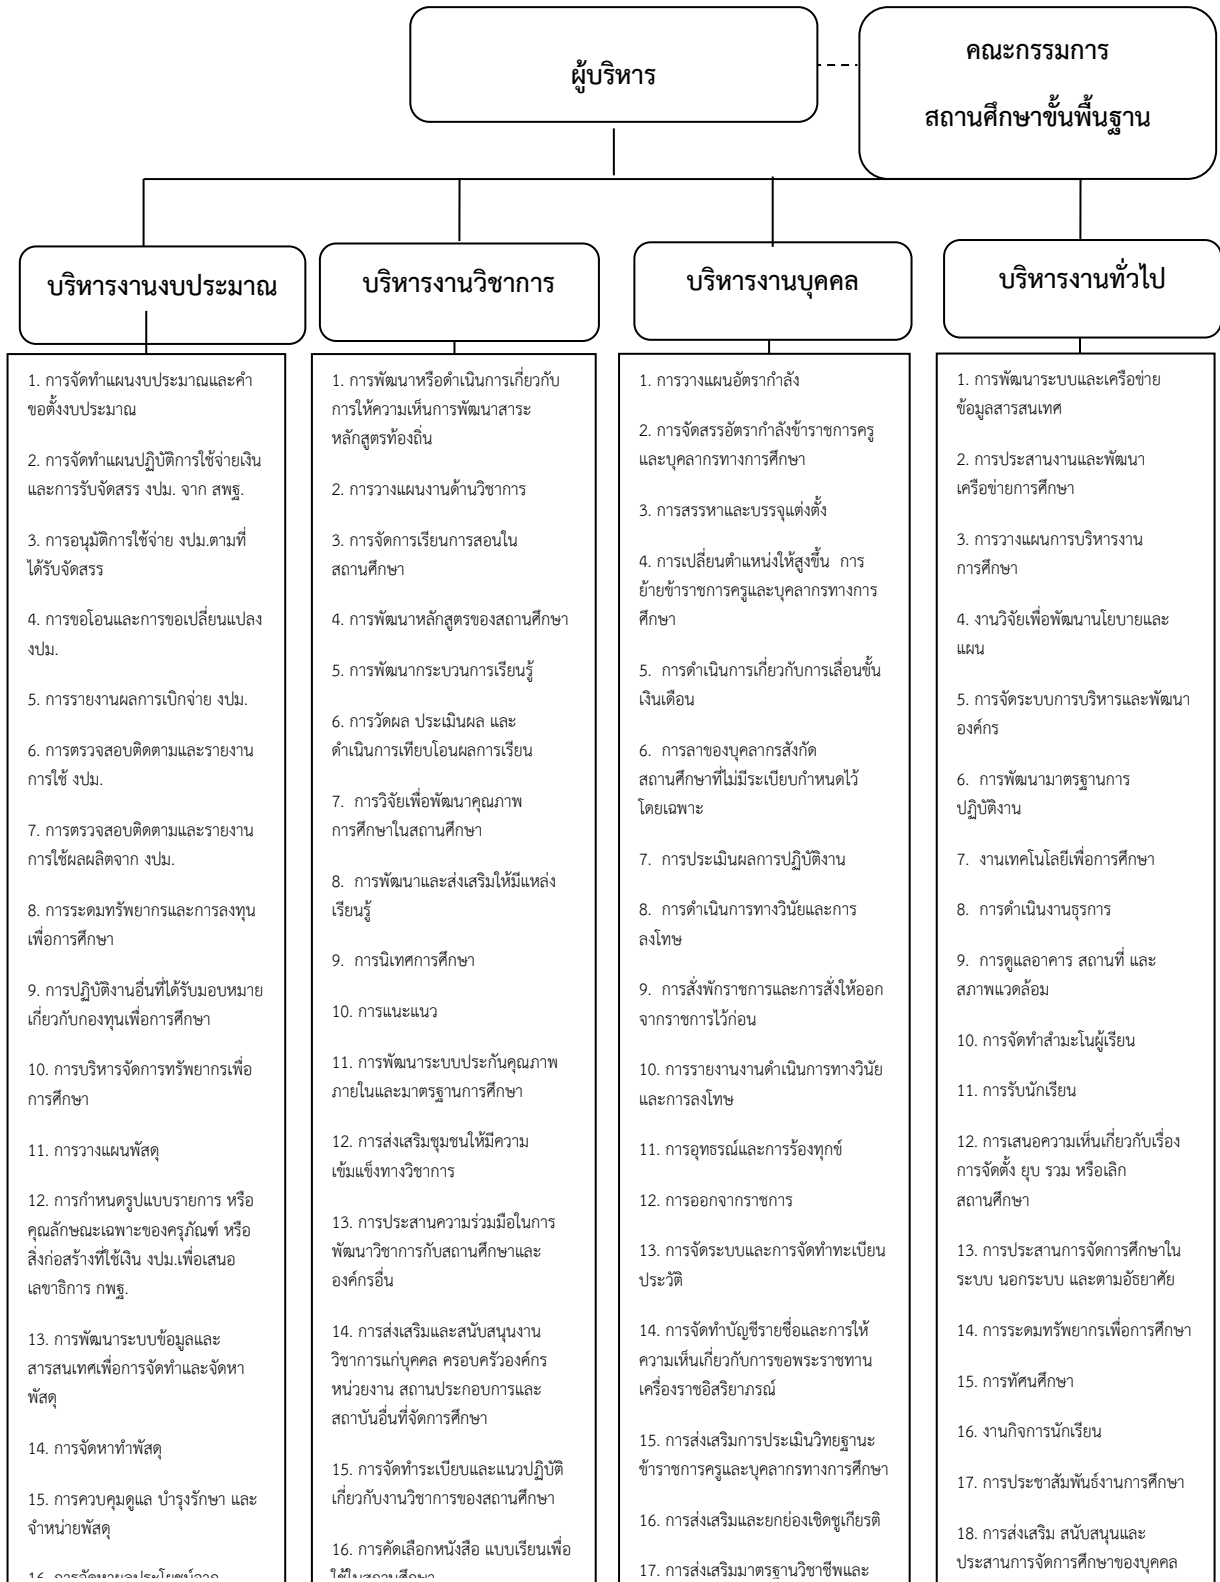 ผู้บริหาร
คณะกรรมการ
สถานศึกษาขั้นพื้นฐาน
บริหารงานงบประมาณ
บริหารงานวิชาการ
บริหารงานบุคคล
บริหารงานทั่วไป
1. การจัดทำแผนงบประมาณและคำ
ขอตั้งงบประมาณ
2. การจัดทำแผนปฏิบัติการใช้จ่ายเงิน
และการรับจัดสรร งปม. จาก สพฐ.
3. การอนุมัติการใช้จ่าย งปม.ตามที่
ได้รับจัดสรร
4. การขอโอนและการขอเปลี่ยนแปลง
งปม.
5. การรายงานผลการเบิกจ่าย งปม.
6. การตรวจสอบติดตามและรายงาน
การใช้ งปม.
7. การตรวจสอบติดตามและรายงาน
การใช้ผลผลิตจาก งปม.
8. การระดมทรัพยากรและการลงทุน
เพื่อการศึกษา
9. การปฏิบัติงานอื่นที่ได้รับมอบหมาย
เกี่ยวกับกองทุนเพื่อการศึกษา
10. การบริหารจัดการทรัพยากรเพื่อ
การศึกษา
11. การวางแผนพัสดุ
12. การกำหนดรูปแบบรายการ หรือ
คุณลักษณะเฉพาะของครุภัณฑ์ หรือ
สิ่งก่อสร้างที่ใช้เงิน งปม.เพื่อเสนอ
เลขาธิการ กพฐ.
13. การพัฒนาระบบข้อมูลและ
สารสนเทศเพื่อการจัดทำและจัดหา
พัสดุ
14. การจัดหาทำพัสดุ
15. การควบคุมดูแล บำรุงรักษา และ
จำหน่ายพัสดุ
16. การจัดหาผลประโยชน์จาก
1. การพัฒนาหรือดำเนินการเกี่ยวกับ
การให้ความเห็นการพัฒนาสาระ
หลักสูตรท้องถิ่น
2. การวางแผนงานด้านวิชาการ
3. การจัดการเรียนการสอนใน
สถานศึกษา
4. การพัฒนาหลักสูตรของสถานศึกษา
5. การพัฒนากระบวนการเรียนรู้
6. การวัดผล ประเมินผล และ
ดำเนินการเทียบโอนผลการเรียน
7. การวิจัยเพื่อพัฒนาคุณภาพ
การศึกษาในสถานศึกษา
8. การพัฒนาและส่งเสริมให้มีแหล่ง
เรียนรู้
9. การนิเทศการศึกษา
10. การแนะแนว
11. การพัฒนาระบบประกันคุณภาพ
ภายในและมาตรฐานการศึกษา
12. การส่งเสริมชุมชนให้มีความ
เข้มแข็งทางวิชาการ
13. การประสานความร่วมมือในการ
พัฒนาวิชาการกับสถานศึกษาและ
องค์กรอื่น
14. การส่งเสริมและสนับสนุนงาน
วิชาการแก่บุคคล ครอบครัวองค์กร
หน่วยงาน สถานประกอบการและ
สถาบันอื่นที่จัดการศึกษา
15. การจัดทำระเบียบและแนวปฏิบัติ
เกี่ยวกับงานวิชาการของสถานศึกษา
16. การคัดเลือกหนังสือ แบบเรียนเพื่อ
ใช้ในสถานศึกษา
1. การวางแผนอัตรากำลัง
2. การจัดสรรอัตรากำลังข้าราชการครู
และบุคลากรทางการศึกษา
3. การสรรหาและบรรจุแต่งตั้ง
4. การเปลี่ยนตำแหน่งให้สูงขึ้น การ
ย้ายข้าราชการครูและบุคลากรทางการ
ศึกษา
5. การดำเนินการเกี่ยวกับการเลื่อนขั้น
เงินเดือน
6. การลาของบุคลากรสังกัด
สถานศึกษาที่ไม่มีระเบียบกำหนดไว้
โดยเฉพาะ
7. การประเมินผลการปฏิบัติงาน
8. การดำเนินการทางวินัยและการ
ลงโทษ
9. การสั่งพักราชการและการสั่งให้ออก
จากราชการไว้ก่อน
10. การรายงานงานดำเนินการทางวินัย
และการลงโทษ
11. การอุทธรณ์และการร้องทุกข์
12. การออกจากราชการ
13. การจัดระบบและการจัดทำทะเบียน
ประวัติ
14. การจัดทำบัญชีรายชื่อและการให้
ความเห็นเกี่ยวกับการขอพระราชทาน
เครื่องราชอิสริยาภรณ์
15. การส่งเสริมการประเมินวิทยฐานะ
ข้าราชการครูและบุคลากรทางการศึกษา
16. การส่งเสริมและยกย่องเชิดชูเกียรติ
17. การส่งเสริมมาตรฐานวิชาชีพและ
1. การพัฒนาระบบและเครือข่าย
ข้อมูลสารสนเทศ
2. การประสานงานและพัฒนา
เครือข่ายการศึกษา
3. การวางแผนการบริหารงาน
การศึกษา
4. งานวิจัยเพื่อพัฒนานโยบายและ
แผน
5. การจัดระบบการบริหารและพัฒนา
องค์กร
6. การพัฒนามาตรฐานการ
ปฏิบัติงาน
7. งานเทคโนโลยีเพื่อการศึกษา
8. การดำเนินงานธุรการ
9. การดูแลอาคาร สถานที่ และ
สภาพแวดล้อม
10. การจัดทำสำมะโนผู้เรียน
11. การรับนักเรียน
12. การเสนอความเห็นเกี่ยวกับเรื่อง
การจัดตั้ง ยุบ รวม หรือเลิก
สถานศึกษา
13. การประสานการจัดการศึกษาใน
ระบบ นอกระบบ และตามอัธยาศัย
14. การระดมทรัพยากรเพื่อการศึกษา
15. การทัศนศึกษา
16. งานกิจการนักเรียน
17. การประชาสัมพันธ์งานการศึกษา
18. การส่งเสริม สนับสนุนและ
ประสานการจัดการศึกษาของบุคคล